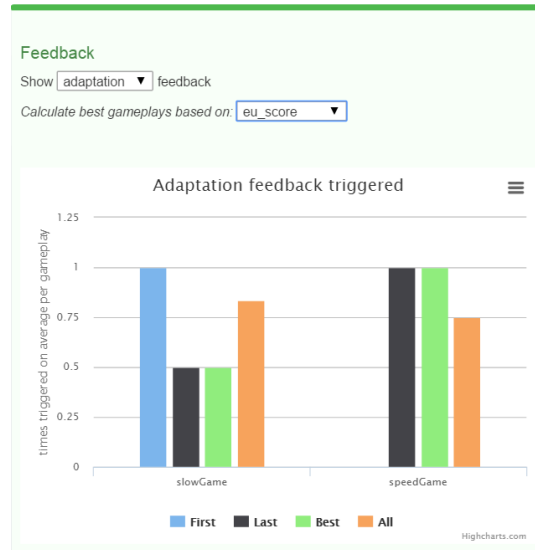 Feedback
Show adaptation ▼ feedback
Calculate best gameplays based on: eu_score ▼
Adaptation feedback triggered
times triggered on average per gameplay
1.25
1
0.75
0.5
0.25
0
slowGame speedGame
First Last Best All
Highcharts.com